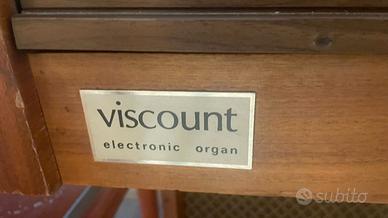 viscount
electronic organ
subito